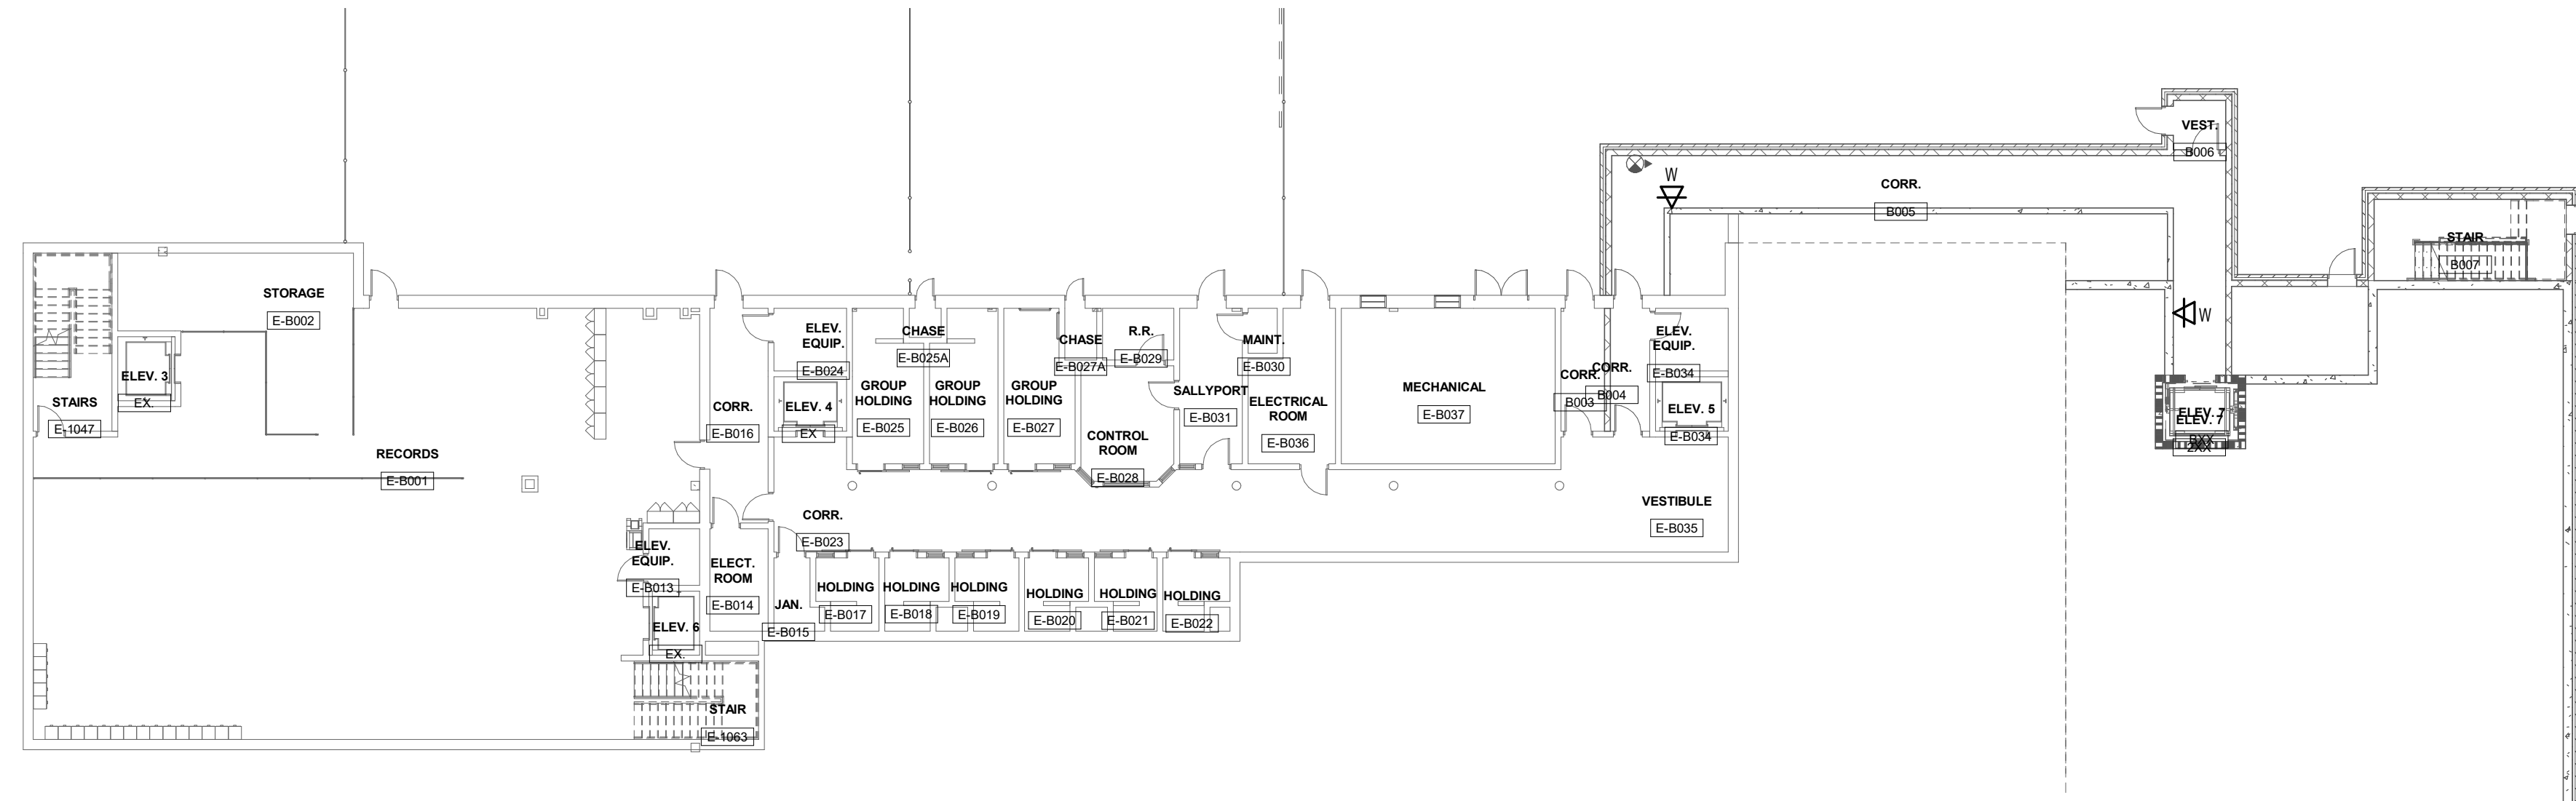 VEST.
B006
W
CORR.
B005
STAIR
B007
W
STORAGE
E-B002
ELEV. 3
EX.
STAIRS
E-1047
RECORDS
E-B001
CORR.
E-B016
ELEV.
EQUIP.
E-B024
ELEV. 4
EX
CHASE
E-B025A
GROUP
HOLDING
E-B025
GROUP
HOLDING
E-B026
GROUP
HOLDING
E-B027
CHASE
E-B027A
R.R.
E-B029
CONTROL
ROOM
E-B028
SALLYPORT
E-B031
MAINT.
E-B030
ELECTRICAL
ROOM
E-B036
MECHANICAL
E-B037
CORR.
B003
CORR.
B004
ELEV.
EQUIP.
E-B034
ELEV. 5
E-B034
ELEV. 7
ELEV. 7
BXX
2XX
VESTIBULE
E-B035
CORR.
E-B023
ELEV.
EQUIP.
E-B013
ELECT.
ROOM
E-B014
JAN.
E-B015
HOLDING
E-B017
HOLDING
E-B018
HOLDING
E-B019
HOLDING
E-B020
HOLDING
E-B021
HOLDING
E-B022
ELEV. 6
EX.
STAIR
E-1063